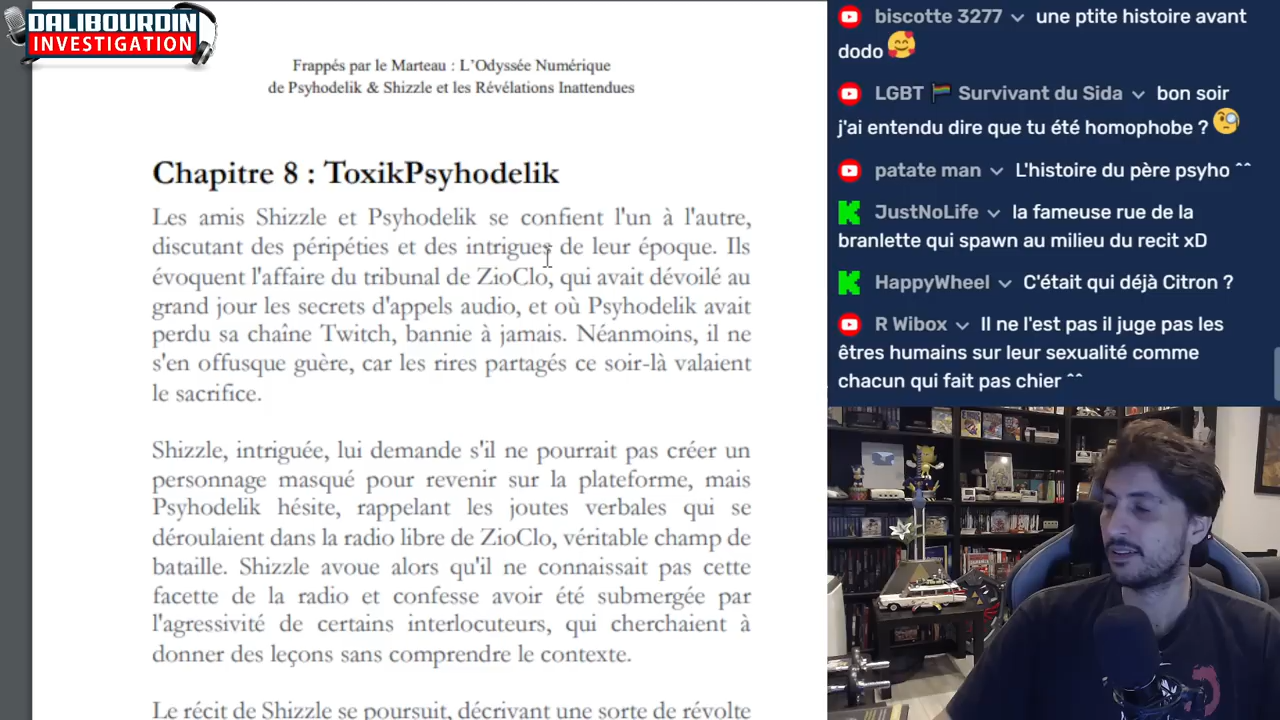 DALIBOURDIN
INVESTIGATION
Frappés par le Marteau : L'Odyssée Numérique
de Psyhodelik & Shizzle et les Révélations Inattendues
Chapitre 8 : ToxikPsyhodelik
Les amis Shizzle et Psyhodelik se confient l'un à l'autre,
discutant des péripéties et des intrigues de leur époque. Ils
évoquent l'affaire du tribunal de ZioClo, qui avait dévoilé au
grand jour les secrets d'appels audio, et où Psyhodelik avait
perdu sa chaîne Twitch, bannie à jamais. Néanmoins, il ne
s'en offusque guère, car les rires partagés ce soir-là valaient
le sacrifice.
Shizzle, intriguée, lui demande s'il ne pourrait pas créer un
personnage masqué pour revenir sur la plateforme, mais
Psyhodelik hésite, rappelant les joutes verbales qui se
déroulaient dans la radio libre de ZioClo, véritable champ de
bataille. Shizzle avoue alors qu'il ne connaissait pas cette
facette de la radio et confesse avoir été submergée par
l'agressivité de certains interlocuteurs, qui cherchaient à
donner des leçons sans comprendre le contexte.
Le récit de Shizzle se poursuit, décrivant une sorte de révolte
biscotte 3277 une ptite histoire avant
dodo 🥰
LGBT 🏳️‍🌈 Survivant du Sida bon soir
j'ai entendu dire que tu été homophobe ? 🧐
patate man L'histoire du père psyho ^^
JustNoLife la fameuse rue de la
branlette qui spawn au milieu du recit xD
HappyWheel C'était qui déjà Citron ?
R Wibox Il ne l'est pas il juge pas les
êtres humains sur leur sexualité comme
chacun qui fait pas chier ^^